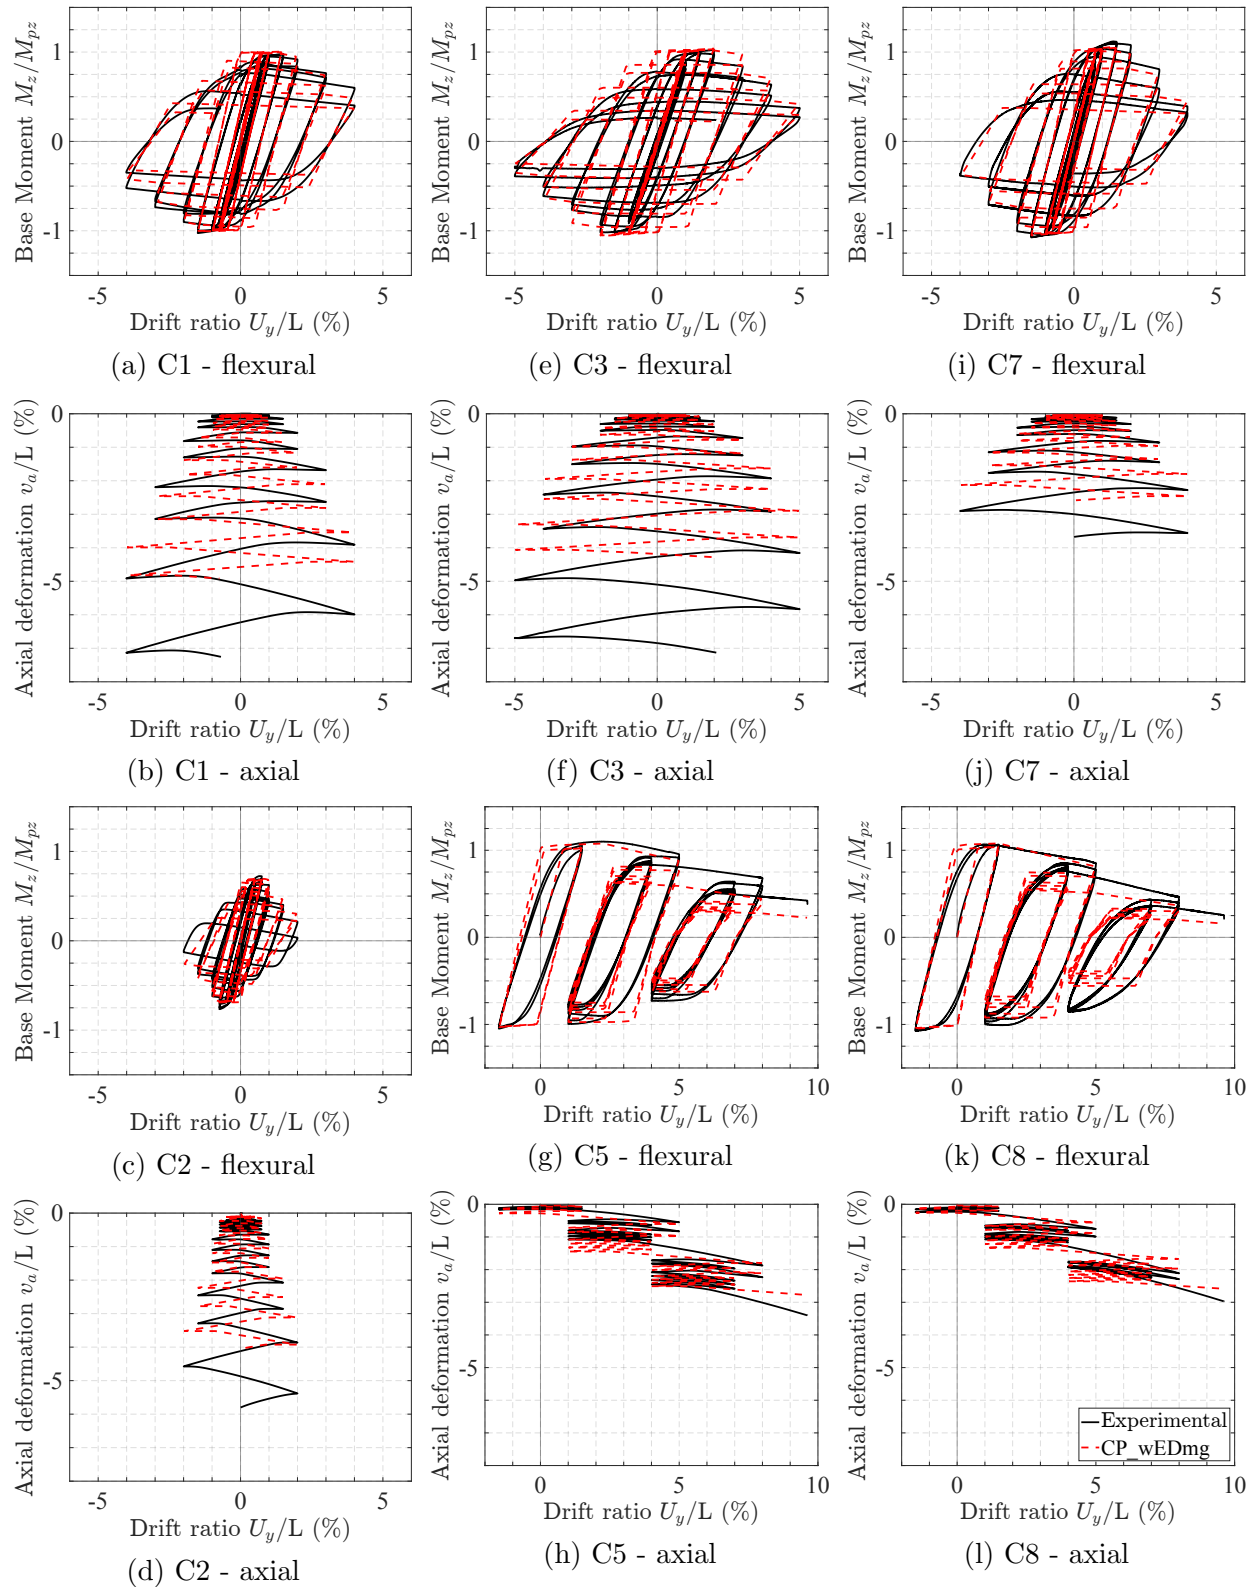 1
0
-1
Base Moment M_z/M_pz
-5 0 5
Drift ratio U_y/L (%)
(a) C1 - flexural
Base Moment M_z/M_pz
1
0
-1
-5 0 5
Drift ratio U_y/L (%)
(e) C3 - flexural
Base Moment M_z/M_pz
1
0
-1
-5 0 5
Drift ratio U_y/L (%)
(i) C7 - flexural
Axial deformation v_a/L (%)
0
-5
-5 0 5
Drift ratio U_y/L (%)
(b) C1 - axial
Axial deformation v_a/L (%)
0
-5
-5 0 5
Drift ratio U_y/L (%)
(f) C3 - axial
Axial deformation v_a/L (%)
0
-5
-5 0 5
Drift ratio U_y/L (%)
(j) C7 - axial
Base Moment M_z/M_pz
1
0
-1
-5 0 5
Drift ratio U_y/L (%)
(c) C2 - flexural
Base Moment M_z/M_pz
1
0
-1
0 5 10
Drift ratio U_y/L (%)
(g) C5 - flexural
Base Moment M_z/M_pz
1
0
-1
0 5 10
Drift ratio U_y/L (%)
(k) C8 - flexural
Axial deformation v_a/L (%)
0
-5
-5 0 5
Drift ratio U_y/L (%)
(d) C2 - axial
Axial deformation v_a/L (%)
0
-5
0 5 10
Drift ratio U_y/L (%)
(h) C5 - axial
Axial deformation v_a/L (%)
0
-5
Experimental
CP_wEDmg
0 5 10
Drift ratio U_y/L (%)
(l) C8 - axial